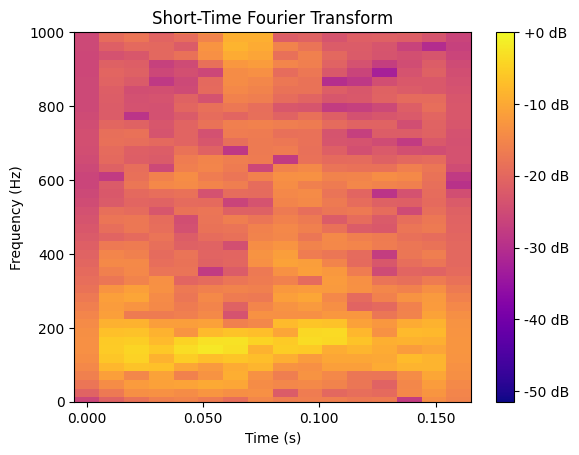 Short-Time Fourier Transform
1000
800
600
400
200
0
Frequency (Hz)
0.000
0.050
0.100
0.150
Time (s)
+0 dB
-10 dB
-20 dB
-30 dB
-40 dB
-50 dB